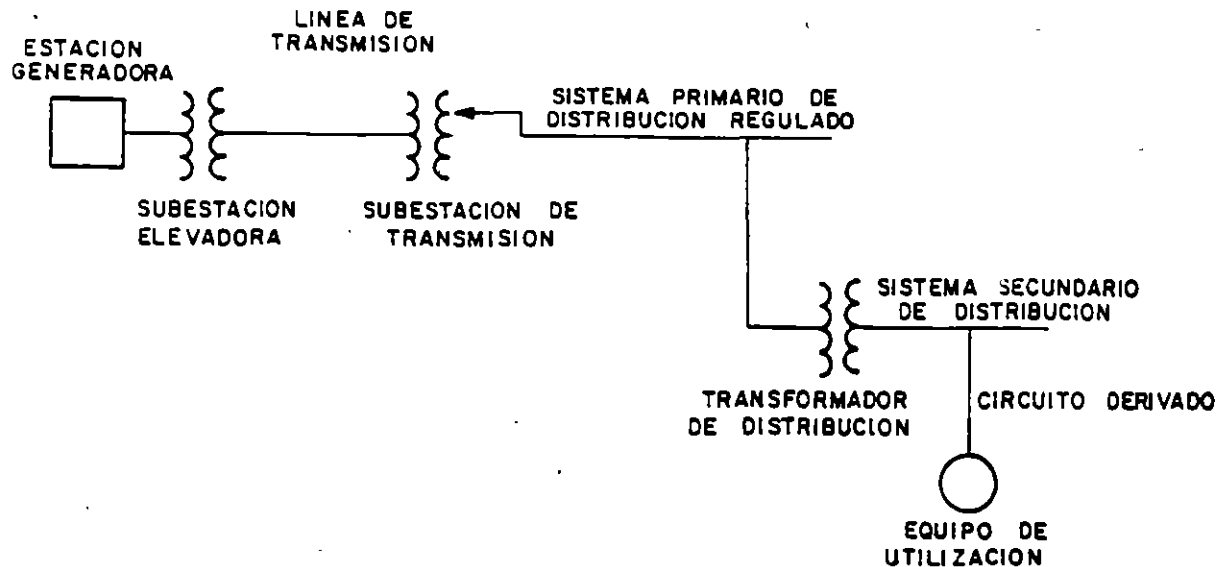 LINEA DE
TRANSMISION
ESTACION
GENERADORA
SISTEMA PRIMARIO DE
DISTRIBUCION REGULADO
SUBESTACION
ELEVADORA
SUBESTACION DE
TRANSMISION
SISTEMA SECUNDARIO
DE DISTRIBUCION
TRANSFORMADOR
DE DISTRIBUCION
CIRCUITO DERIVADO
EQUIPO DE
UTILIZACION